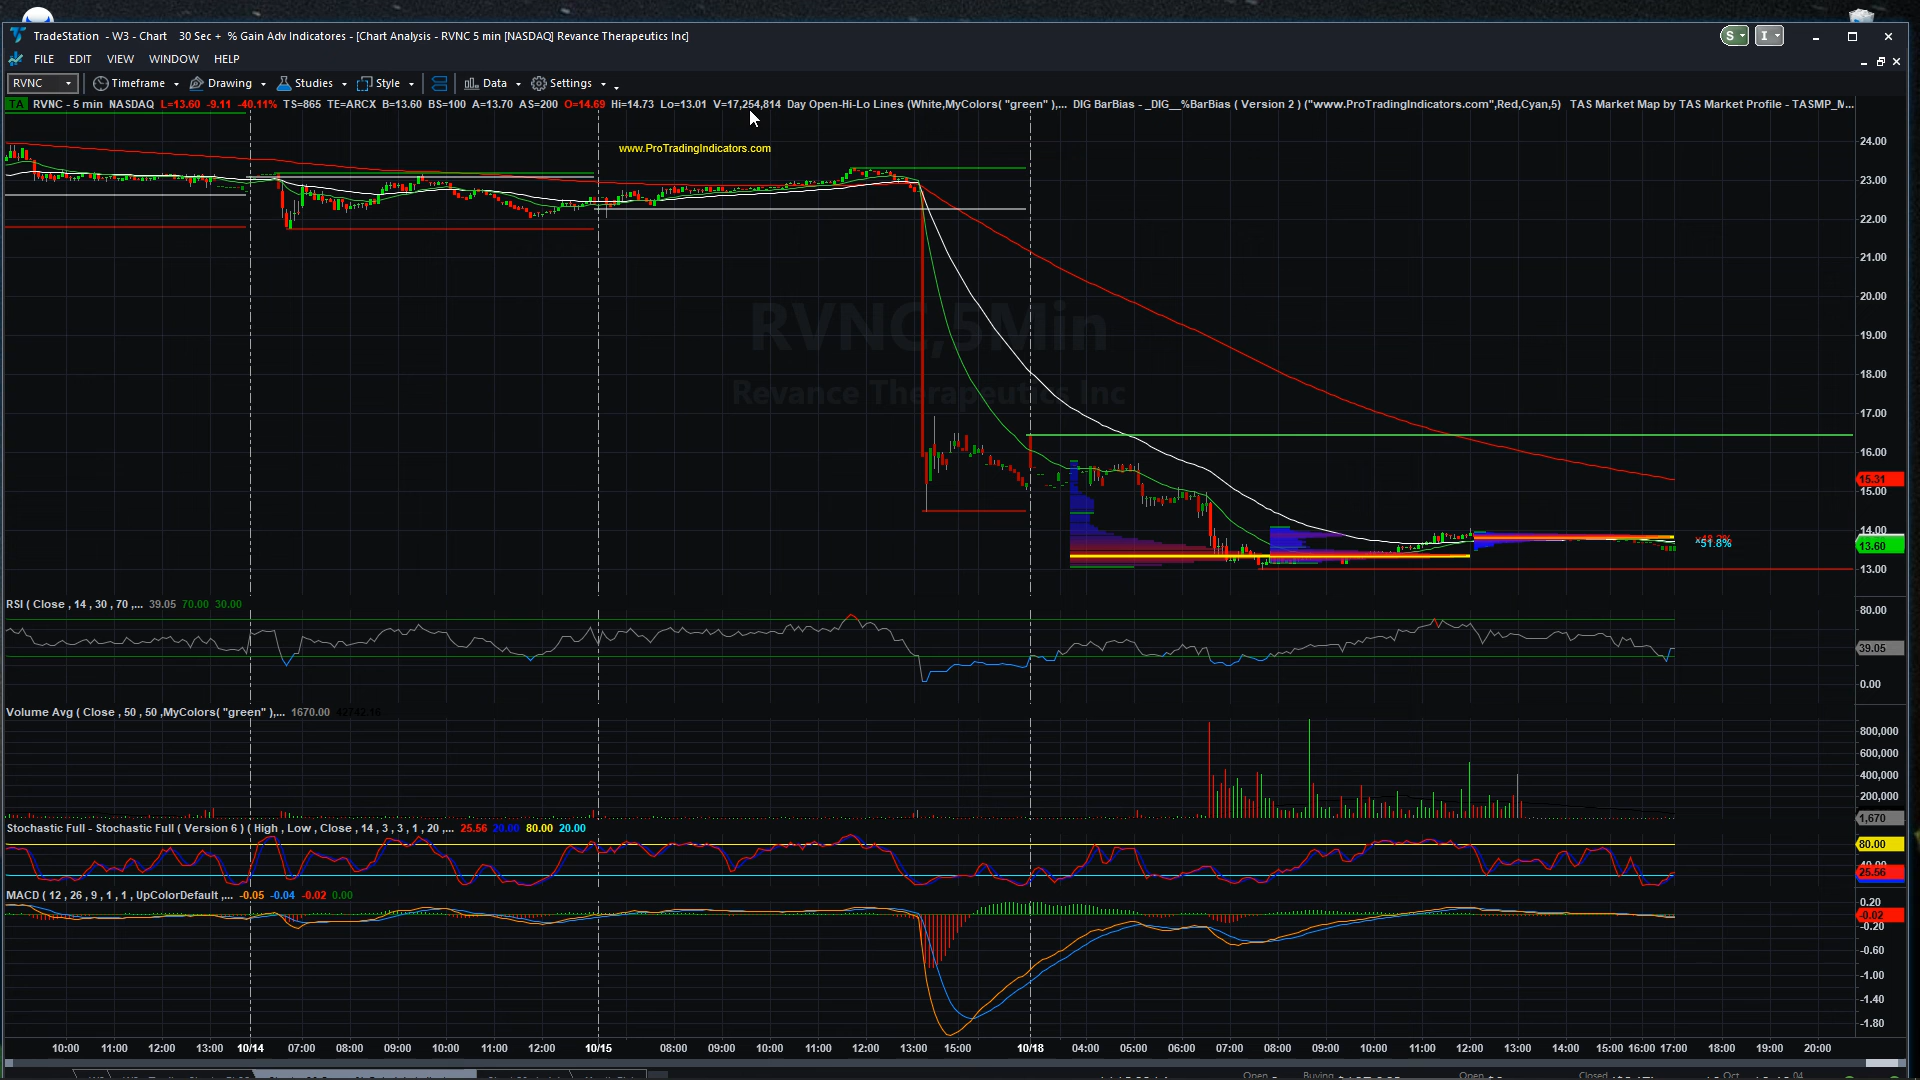 TradeStation - W3 - Chart 30 Sec + % Gain Adv Indicatores - [Chart Analysis - RVNC 5 min [NASDAQ] Revance Therapeutics Inc]
S I
FILE EDIT VIEW WINDOW HELP
RVNC Timeframe Drawing Studies Style Data Settings
TA RVNC - 5 min NASDAQ L=13.60 -9.11 -40.11% TS=865 TE=ARCX B=13.60 BS=100 A=13.70 AS=200 O=14.69 Hi=14.73 Lo=13.01 V=17,254,814 Day Open-Hi-Lo Lines (White,MyColors( "green" ),... DIG BarBias - _DIG__%BarBias ( Version 2 ) ("www.ProTradingIndicators.com",Red,Cyan,5) TAS Market Map by TAS Market Profile - TASMP_M...
www.ProTradingIndicators.com
24.00
23.00
22.00
21.00
20.00
19.00
18.00
17.00
16.00
15.31
15.00
14.00
13.60
13.00
RVNC,5Min
Revance Therapeutics Inc
51.8%
RSI ( Close , 14 , 30 , 70 ,... 39.05 70.00 30.00
80.00
39.05
0.00
Volume Avg ( Close , 50 , 50 ,MyColors( "green" ),... 1670.00
800,000
600,000
400,000
200,000
1,670
Stochastic Full - Stochastic Full ( Version 6 ) ( High , Low , Close , 14 , 3 , 3 , 1 , 20 ,... 25.56 20.00 80.00 20.00
80.00
25.56
MACD ( 12 , 26 , 9 , 1 , 1 , UpColorDefault ,... -0.05 -0.04 -0.02 0.00
0.20
-0.02
-0.20
-0.60
-1.00
-1.40
-1.80
10:00 11:00 12:00 13:00 10/14 07:00 08:00 09:00 10:00 11:00 12:00 10/15 08:00 09:00 10:00 11:00 12:00 13:00 15:00 10/18 04:00 05:00 06:00 07:00 08:00 09:00 10:00 11:00 12:00 13:00 14:00 15:00 16:00 17:00 18:00 19:00 20:00